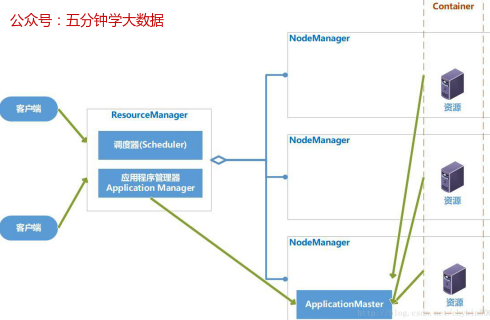 公众号：五分钟学大数据
Container
NodeManager
资源
客户端
ResourceManager
调度器(Scheduler)
应用程序管理器
Application Manager
NodeManager
资源
客户端
NodeManager
ApplicationMaster
资源